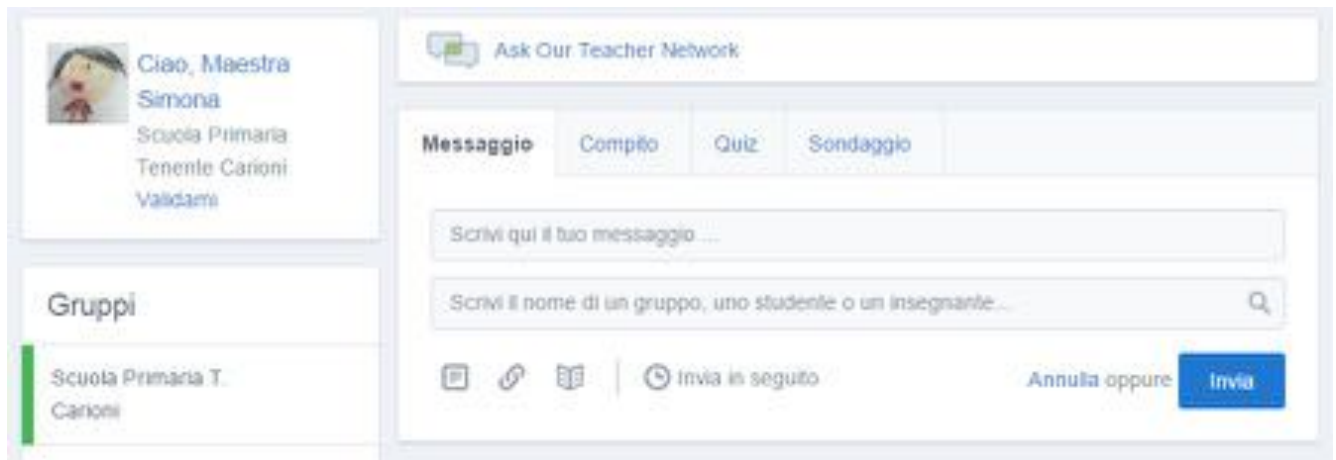 Ciao, Maestra
Simona
Scuola Primaria
Tenente Carioni
Validami
Gruppi
Scuola Primaria T.
Carioni
Ask Our Teacher Network
Messaggio Compito Quiz Sondaggio
Scrivi qui il tuo messaggio ...
Scrivi il nome di un gruppo, uno studente o un insegnante...
Invia in seguito Annulla oppure Invia